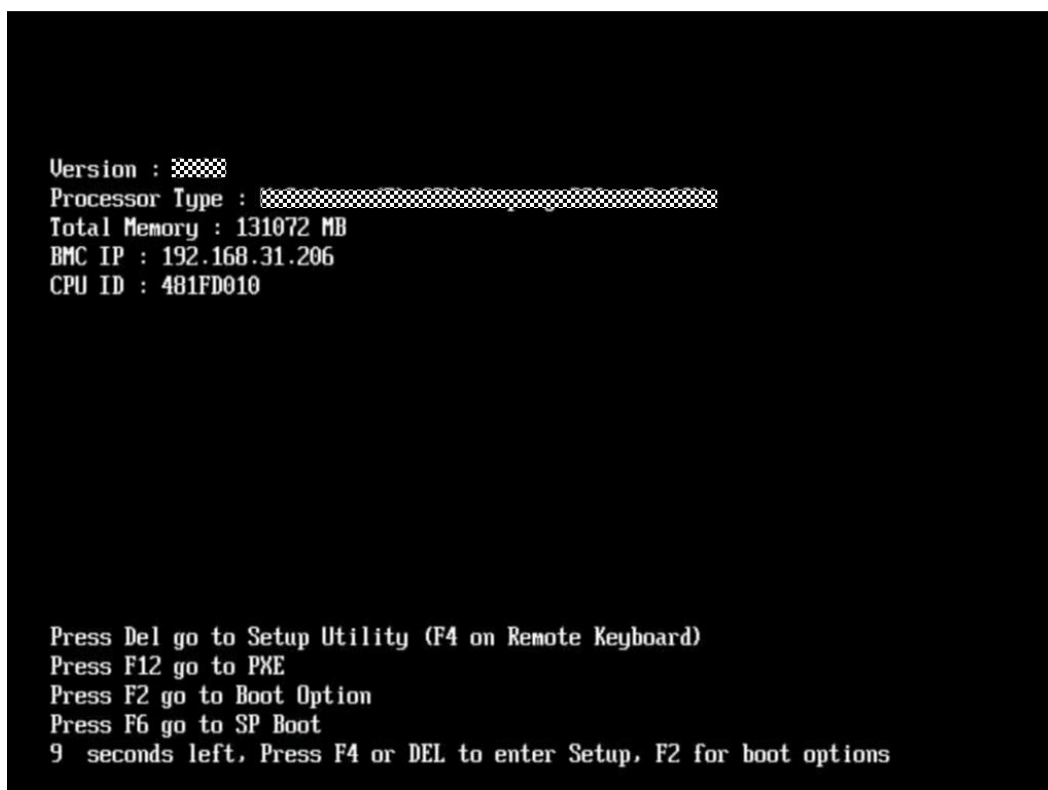 Version :
Processor Type :
Total Memory : 131072 MB
BMC IP : 192.168.31.206
CPU ID : 481FD010
Press Del go to Setup Utility (F4 on Remote Keyboard)
Press F12 go to PXE
Press F2 go to Boot Option
Press F6 go to SP Boot
9 seconds left, Press F4 or DEL to enter Setup, F2 for boot options